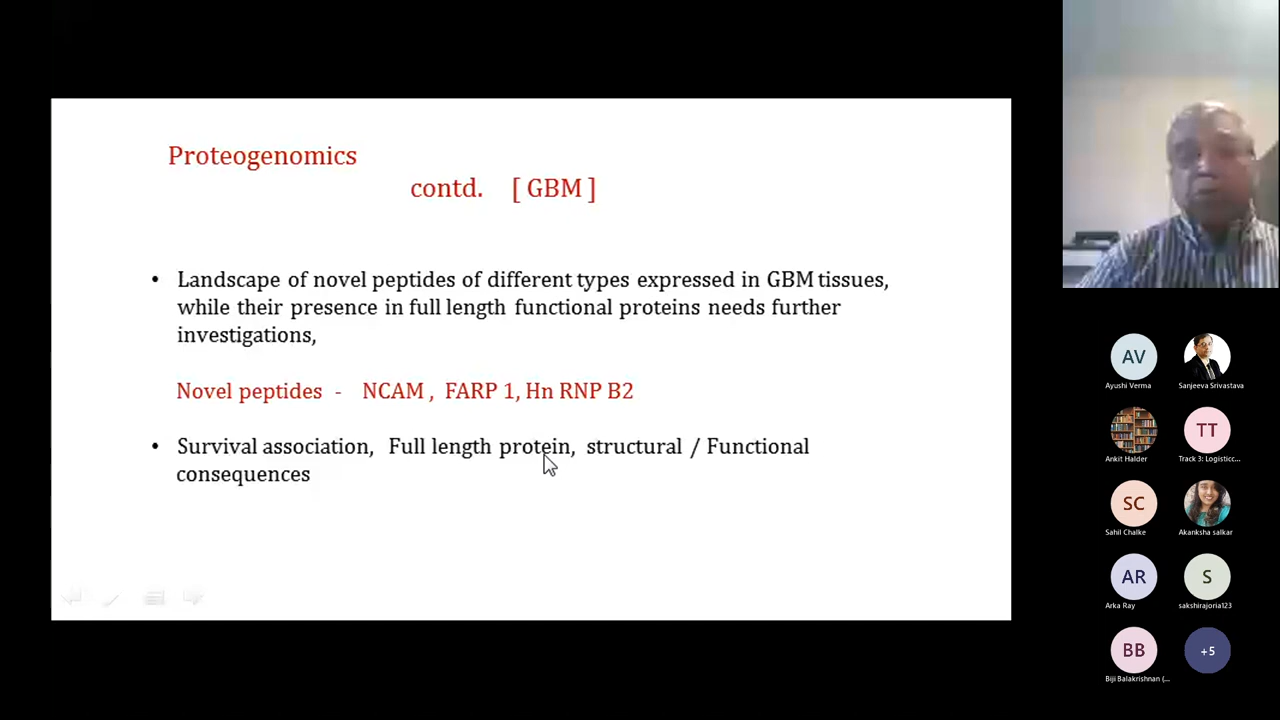 Proteogenomics
contd. [ GBM ]
• Landscape of novel peptides of different types expressed in GBM tissues,
while their presence in full length functional proteins needs further
investigations,
Novel peptides - NCAM , FARP 1, Hn RNP B2
• Survival association, Full length protein, structural / Functional
consequences
AV
Ayushi Verma
Sanjeeva Srivastava
Ankit Halder
TT
Track 3: Logisticc...
SC
Sahil Chalke
Akanksha salkar
AR
Arka Ray
S
sakshirajoria123
BB
Biji Balakrishnan (...
+5